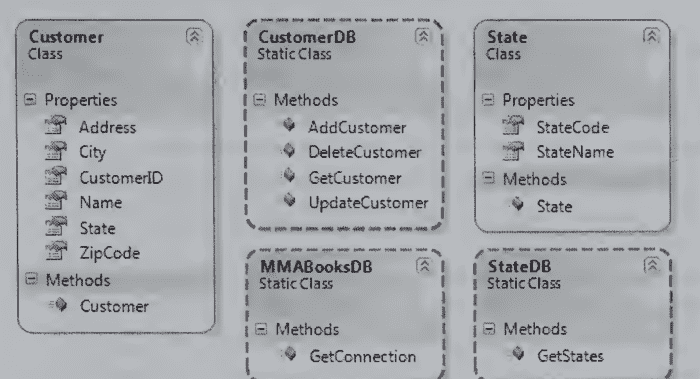 Customer
Class
Properties
Address
City
CustomerID
Name
State
ZipCode
Methods
Customer
CustomerDB
Static Class
Methods
AddCustomer
DeleteCustomer
GetCustomer
UpdateCustomer
State
Class
Properties
StateCode
StateName
Methods
State
MMABooksDB
Static Class
Methods
GetConnection
StateDB
Static Class
Methods
GetStates